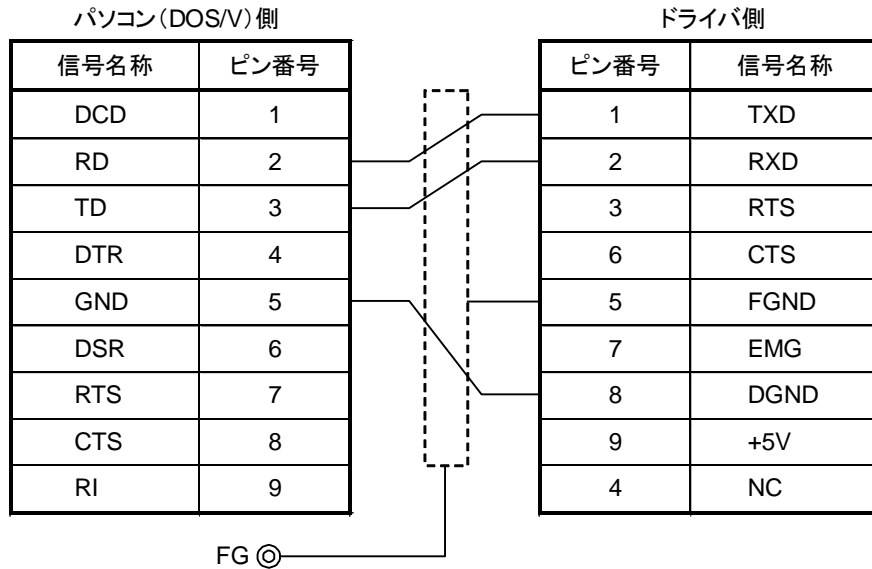 パソコン（DOS/V）側 ドライバ側
信号名称 ピン番号 ピン番号 信号名称
DCD 1 1 TXD
RD 2 2 RXD
TD 3 3 RTS
DTR 4 6 CTS
GND 5 5 FGND
DSR 6 7 EMG
RTS 7 8 DGND
CTS 8 9 +5V
RI 9 4 NC
FG